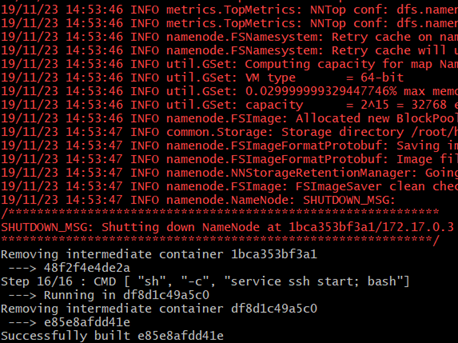 19/11/23 14:53:46 INFO metrics.TopMetrics: NNTop conf: dfs.namen
19/11/23 14:53:46 INFO metrics.TopMetrics: NNTop conf: dfs.namen
19/11/23 14:53:46 INFO namenode.FSNamesystem: Retry cache on name
19/11/23 14:53:46 INFO namenode.FSNamesystem: Retry cache will u
19/11/23 14:53:46 INFO util.GSet: Computing capacity for map Nam
19/11/23 14:53:46 INFO util.GSet: VM type       = 64-bit
19/11/23 14:53:46 INFO util.GSet: 0.029999999329447746% max memo
19/11/23 14:53:46 INFO util.GSet: capacity      = 2^15 = 32768 e
19/11/23 14:53:46 INFO namenode.FSImage: Allocated new BlockPool
19/11/23 14:53:47 INFO common.Storage: Storage directory /root/h
19/11/23 14:53:47 INFO namenode.FSImageFormatProtobuf: Saving im
19/11/23 14:53:47 INFO namenode.FSImageFormatProtobuf: Image fil
19/11/23 14:53:47 INFO namenode.NNStorageRetentionManager: Going
19/11/23 14:53:47 INFO namenode.FSImage: FSImageSaver clean chec
19/11/23 14:53:47 INFO namenode.NameNode: SHUTDOWN_MSG:
/************************************************************
SHUTDOWN_MSG: Shutting down NameNode at 1bca353bf3a1/172.17.0.3
************************************************************/
Removing intermediate container 1bca353bf3a1
 ---> 48f2f4e4de2a
Step 16/16 : CMD [ "sh", "-c", "service ssh start; bash"]
 ---> Running in df8d1c49a5c0
Removing intermediate container df8d1c49a5c0
 ---> e85e8afdd41e
Successfully built e85e8afdd41e